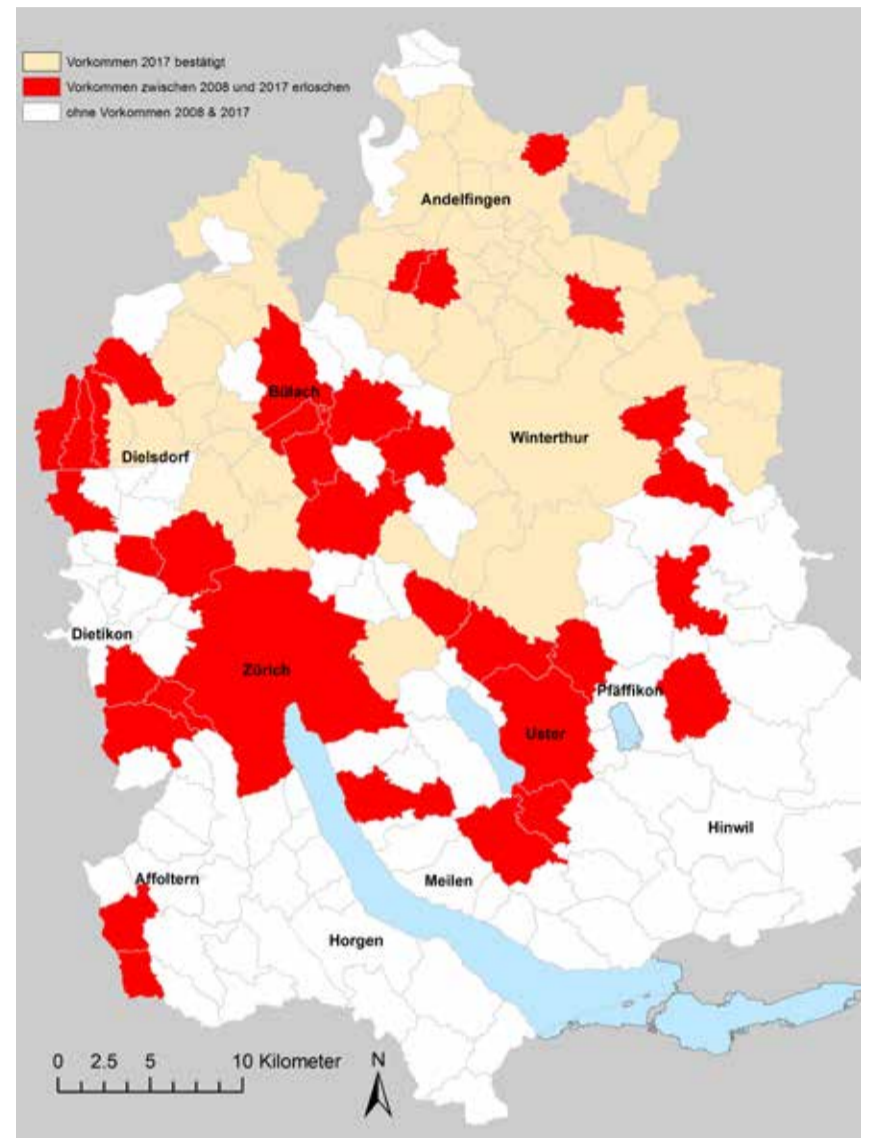 Vorkommen 2017 bestätigt
Vorkommen zwischen 2008 und 2017 erloschen
ohne Vorkommen 2008 & 2017
Andelfingen
Bülach
Winterthur
Dielsdorf
Dietikon
Zürich
Pfäffikon
Uster
Hinwil
Affoltern
Meilen
Horgen
0 2.5 5 10 Kilometer
N